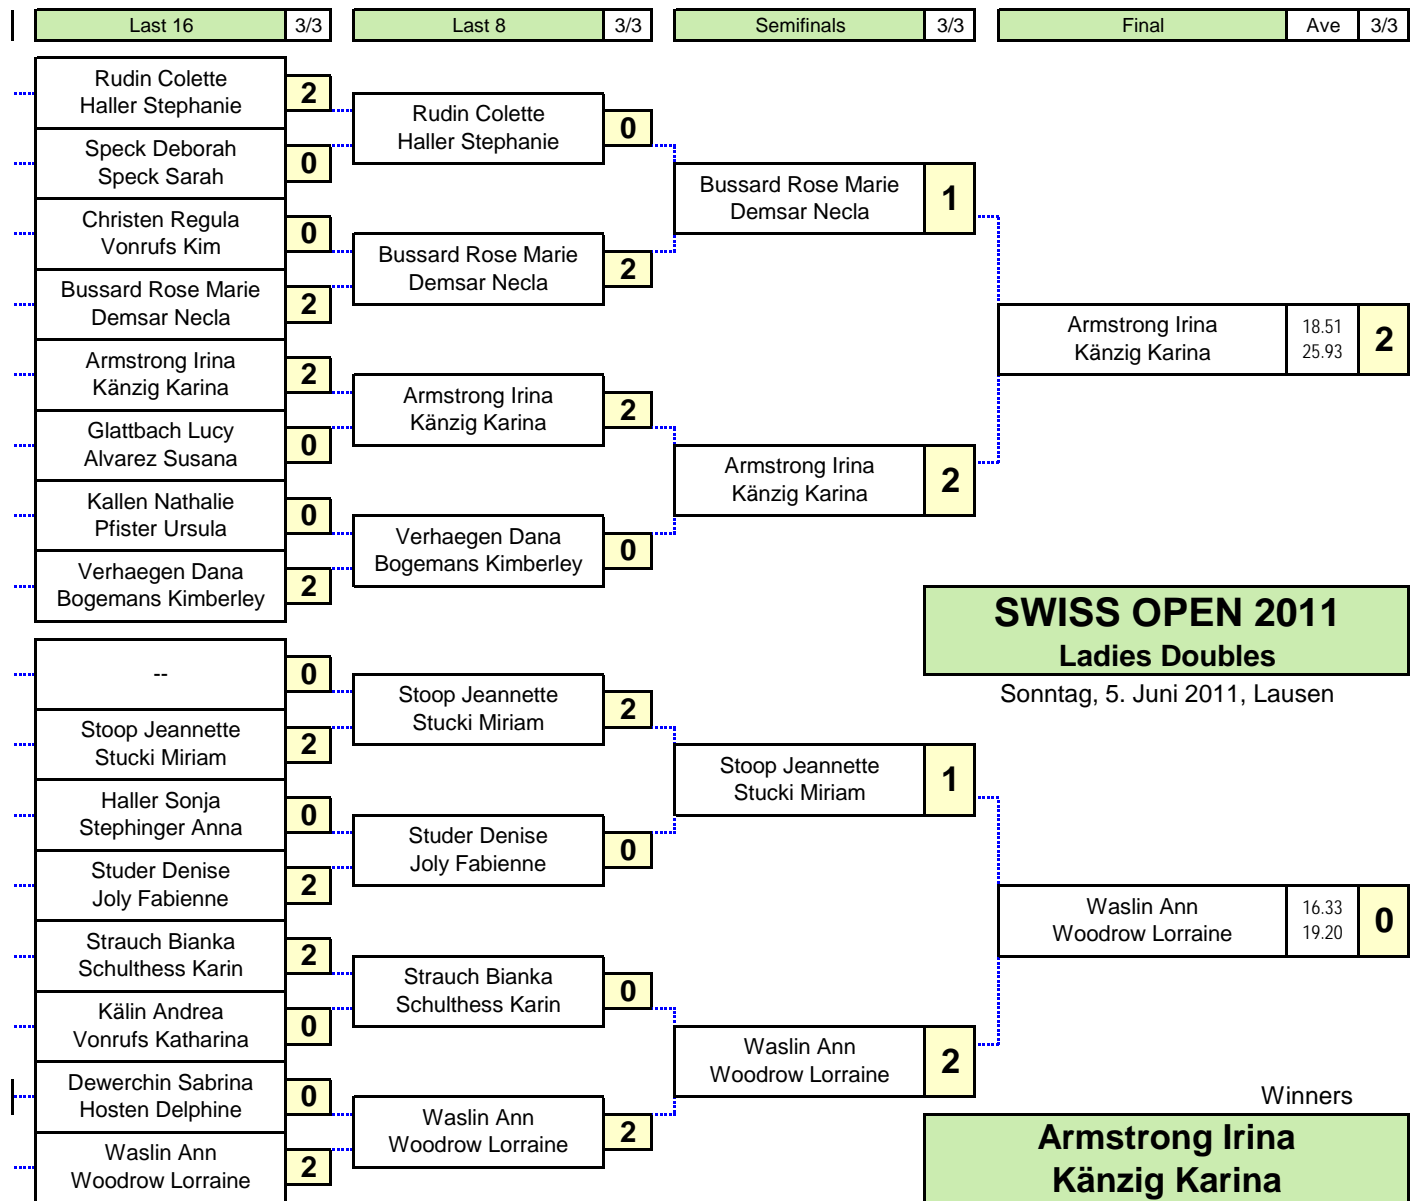 Last 16 3/3 Last 8 3/3 Semifinals 3/3 Final Ave 3/3
Rudin Colette
Haller Stephanie 2
Speck Deborah
Speck Sarah 0
Christen Regula
Vonrufs Kim 0
Bussard Rose Marie
Demsar Necla 2
Armstrong Irina
Känzig Karina 2
Glattbach Lucy
Alvarez Susana 0
Kallen Nathalie
Pfister Ursula 0
Verhaegen Dana
Bogemans Kimberley 2
-- 0
Stoop Jeannette
Stucki Miriam 2
Haller Sonja
Stephinger Anna 0
Studer Denise
Joly Fabienne 2
Strauch Bianka
Schulthess Karin 2
Kälin Andrea
Vonrufs Katharina 0
Dewerchin Sabrina
Hosten Delphine 0
Waslin Ann
Woodrow Lorraine 2
Rudin Colette
Haller Stephanie 0
Bussard Rose Marie
Demsar Necla 2
Armstrong Irina
Känzig Karina 2
Verhaegen Dana
Bogemans Kimberley 0
Stoop Jeannette
Stucki Miriam 2
Studer Denise
Joly Fabienne 0
Strauch Bianka
Schulthess Karin 0
Waslin Ann
Woodrow Lorraine 2
Bussard Rose Marie
Demsar Necla 1
Armstrong Irina
Känzig Karina 2
Stoop Jeannette
Stucki Miriam 1
Waslin Ann
Woodrow Lorraine 2
Armstrong Irina 18.51
Känzig Karina 25.93 2
SWISS OPEN 2011
Ladies Doubles
Sonntag, 5. Juni 2011, Lausen
Waslin Ann 16.33
Woodrow Lorraine 19.20 0
Winners
Armstrong Irina
Känzig Karina